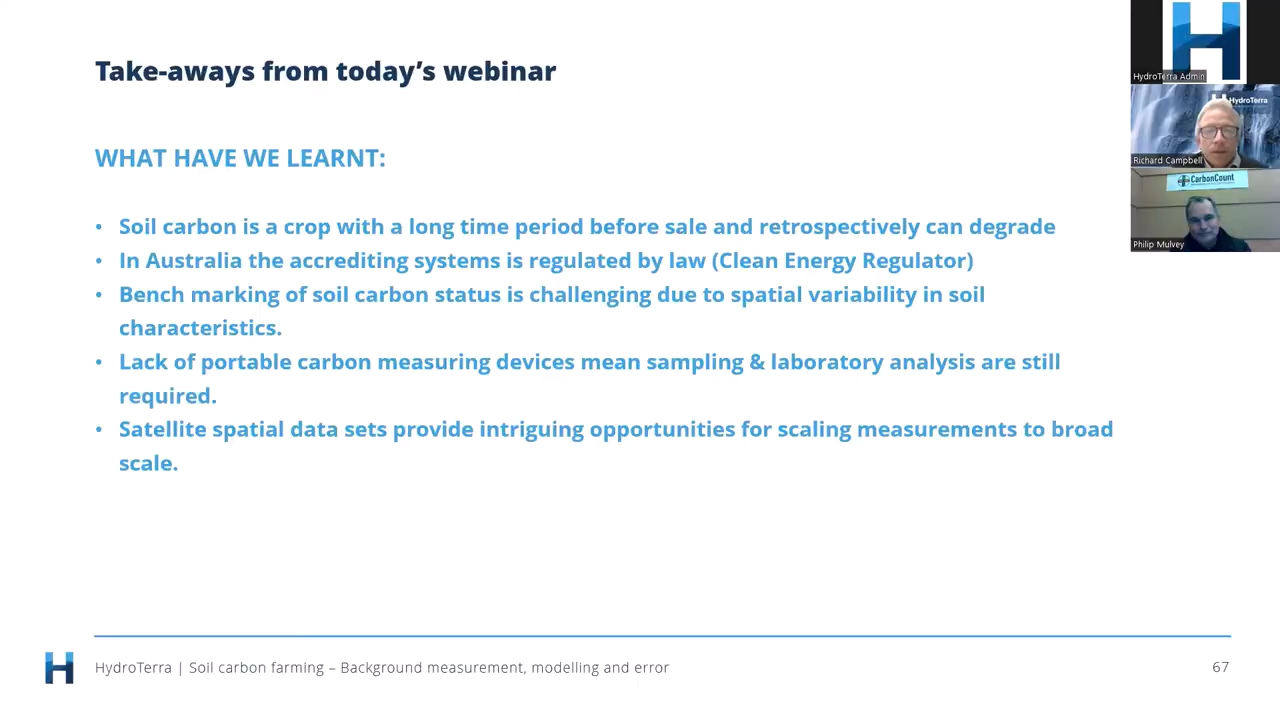 Take-aways from today’s webinar
WHAT HAVE WE LEARNT:
• Soil carbon is a crop with a long time period before sale and retrospectively can degrade
• In Australia the accrediting systems is regulated by law (Clean Energy Regulator)
• Bench marking of soil carbon status is challenging due to spatial variability in soil
characteristics.
• Lack of portable carbon measuring devices mean sampling & laboratory analysis are still
required.
• Satellite spatial data sets provide intriguing opportunities for scaling measurements to broad
scale.
HydroTerra Admin
HydroTerra
Richard Campbell
CarbonCount
Philip Mulvey
HydroTerra | Soil carbon farming – Background measurement, modelling and error
67